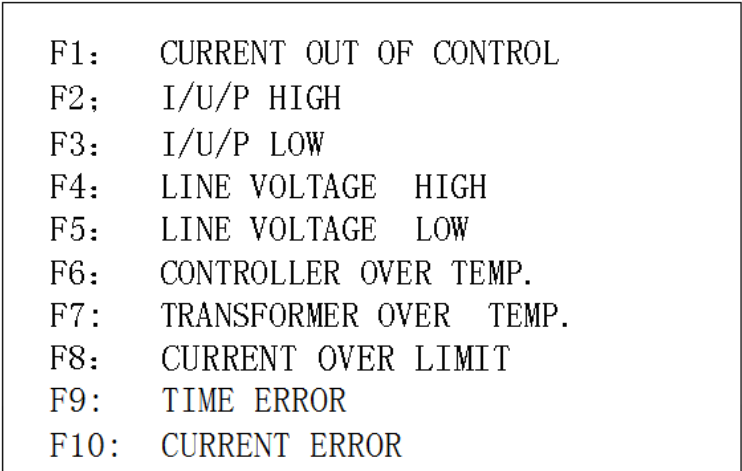 F1: CURRENT OUT OF CONTROL
F2; I/U/P HIGH
F3: I/U/P LOW
F4: LINE VOLTAGE HIGH
F5: LINE VOLTAGE LOW
F6: CONTROLLER OVER TEMP.
F7: TRANSFORMER OVER TEMP.
F8: CURRENT OVER LIMIT
F9: TIME ERROR
F10: CURRENT ERROR